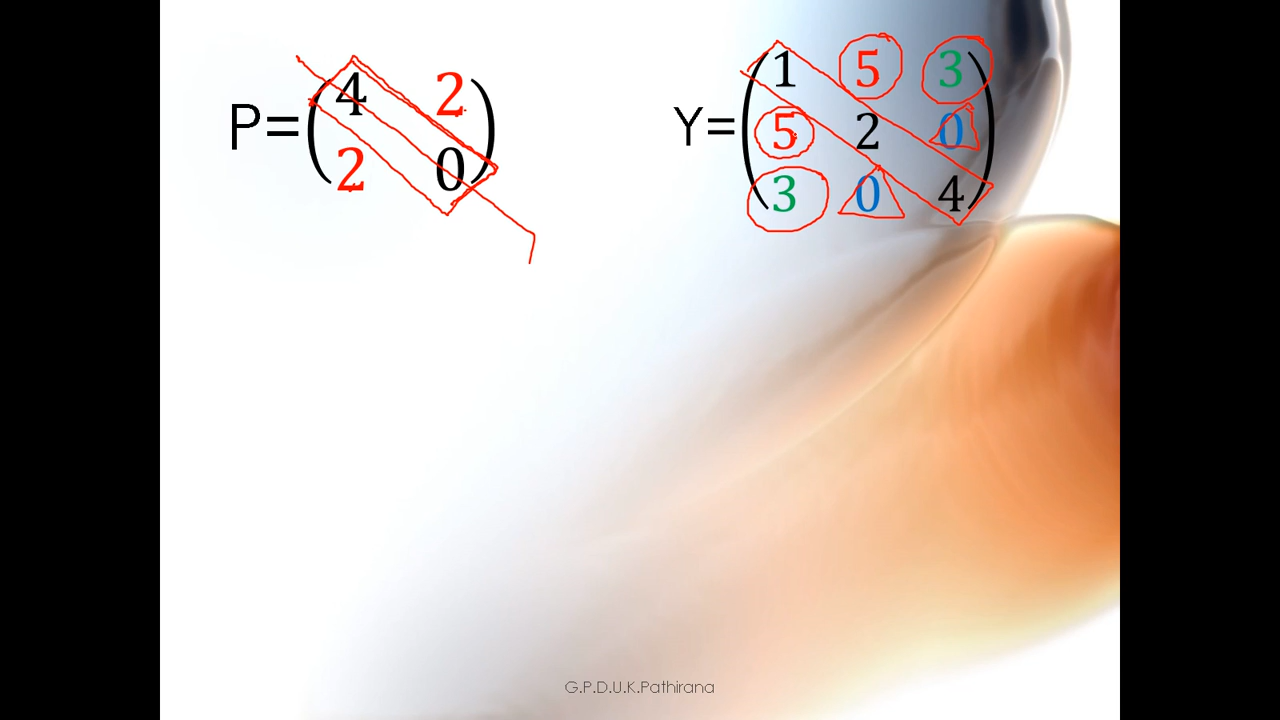 P=(4 2
2 0)
Y=(1 5 3
5 2 0
3 0 4)
G.P.D.U.K.Pathirana